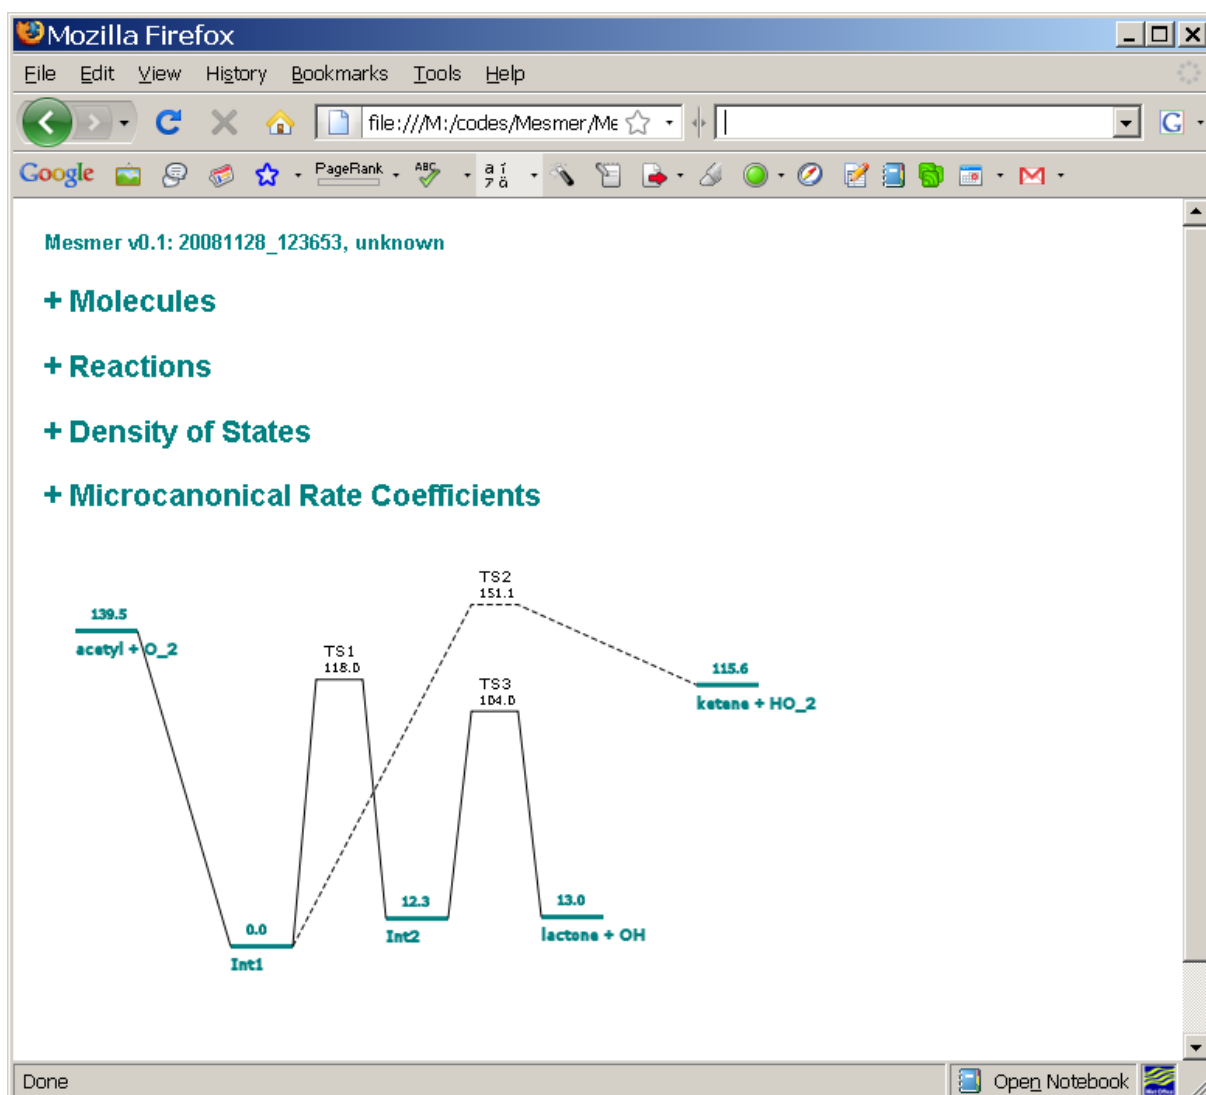 Mozilla Firefox
File Edit View History Bookmarks Tools Help
file:///M:/codes/Mesmer/Me
G
Google PageRank ABC
Mesmer v0.1: 20081128_123653, unknown
+ Molecules
+ Reactions
+ Density of States
+ Microcanonical Rate Coefficients
TS2
151.1
139.5
acetyl + O_2
TS1
118.0
115.6
TS3
ketene + HO_2
104.0
12.3
13.0
0.0
Int2
lactone + OH
Int1
Done
Open Notebook